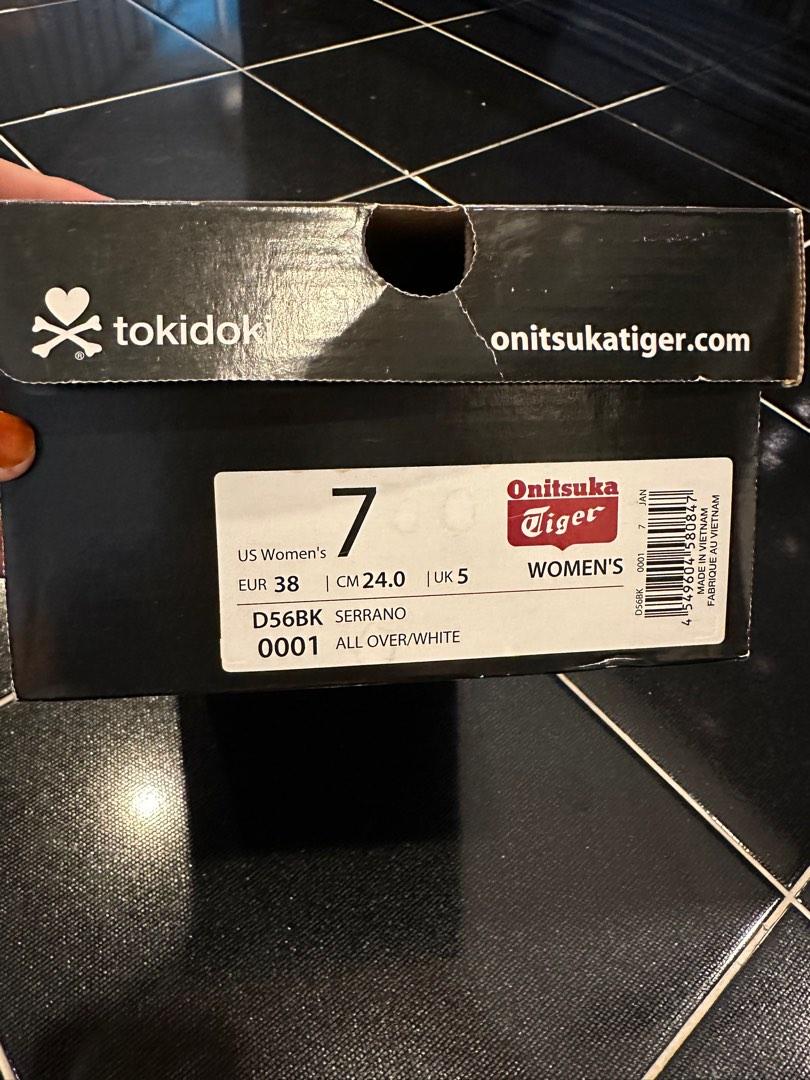 tokidoki
®
onitsukatiger.com
US Women's 7
EUR 38 | CM 24.0 | UK 5
D56BK SERRANO
0001 ALL OVER/WHITE
Onitsuka
Tiger
WOMEN'S
D56BK 0001 7 JAN
4 549604 580847
MADE IN VIETNAM
FABRIQUE AU VIETNAM